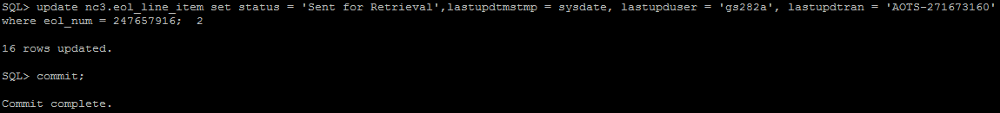 SQL> update nc3.eol_line_item set status = 'Sent for Retrieval',lastupdtmstmp = sysdate, lastupduser = 'gs282a', lastupdtran = 'AOTS-271673160'
where eol_num = 247657916;  2
16 rows updated.
SQL> commit;
Commit complete.